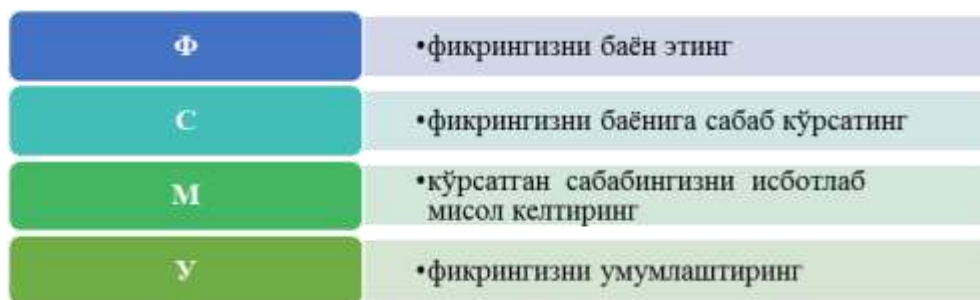 Ф
•фикрингизни баён этинг
С
•фикрингизни баёнига сабаб кўрсатинг
М
•кўрсатган сабабингизни исботлаб
мисол келтиринг
У
•фикрингизни умумлаштиринг